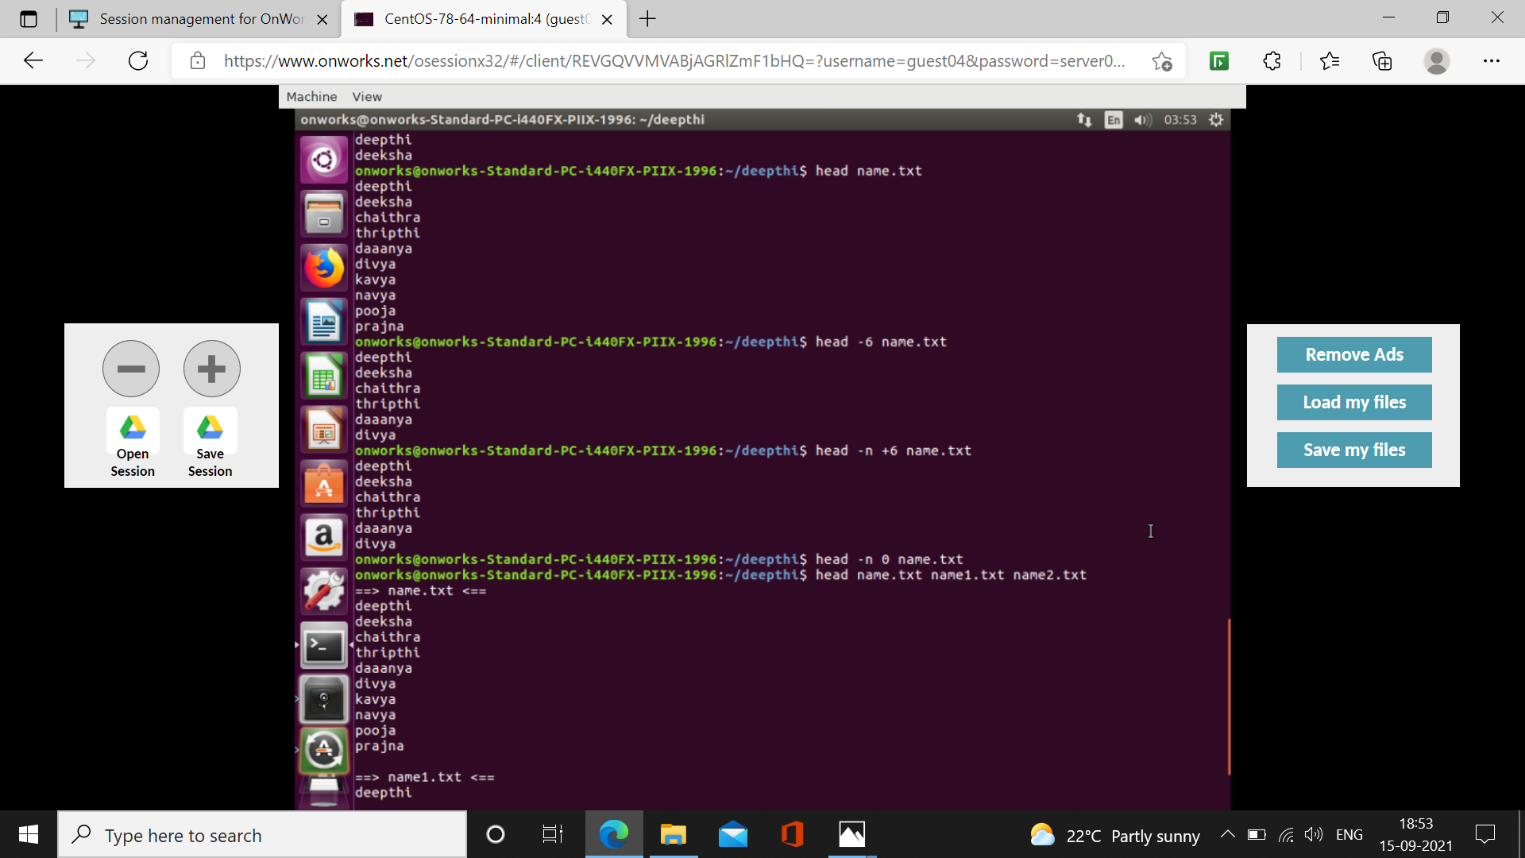 Session management for OnWor
CentOS-78-64-minimal:4 (guest0
https://www.onworks.net/osessionx32/#/client/REVGQVVMVABjAGRlZmF1bHQ=?username=guest04&password=server0...
Machine View
onworks@onworks-Standard-PC-i440FX-PIIX-1996: ~/deepthi
En
03:53
deepthi
deeksha
onworks@onworks-Standard-PC-i440FX-PIIX-1996:~/deepthi$ head name.txt
deepthi
deeksha
chaithra
thripthi
daaanya
divya
kavya
navya
pooja
prajna
onworks@onworks-Standard-PC-i440FX-PIIX-1996:~/deepthi$ head -6 name.txt
deepthi
deeksha
chaithra
thripthi
daaanya
divya
onworks@onworks-Standard-PC-i440FX-PIIX-1996:~/deepthi$ head -n +6 name.txt
deepthi
deeksha
chaithra
thripthi
daaanya
divya
onworks@onworks-Standard-PC-i440FX-PIIX-1996:~/deepthi$ head -n 0 name.txt
onworks@onworks-Standard-PC-i440FX-PIIX-1996:~/deepthi$ head name.txt name1.txt name2.txt
==> name.txt <==
deepthi
deeksha
chaithra
thripthi
daaanya
divya
kavya
navya
pooja
prajna
==> name1.txt <==
deepthi
Open
Session
Save
Session
Remove Ads
Load my files
Save my files
Type here to search
22°C Partly sunny
ENG
18:53
15-09-2021